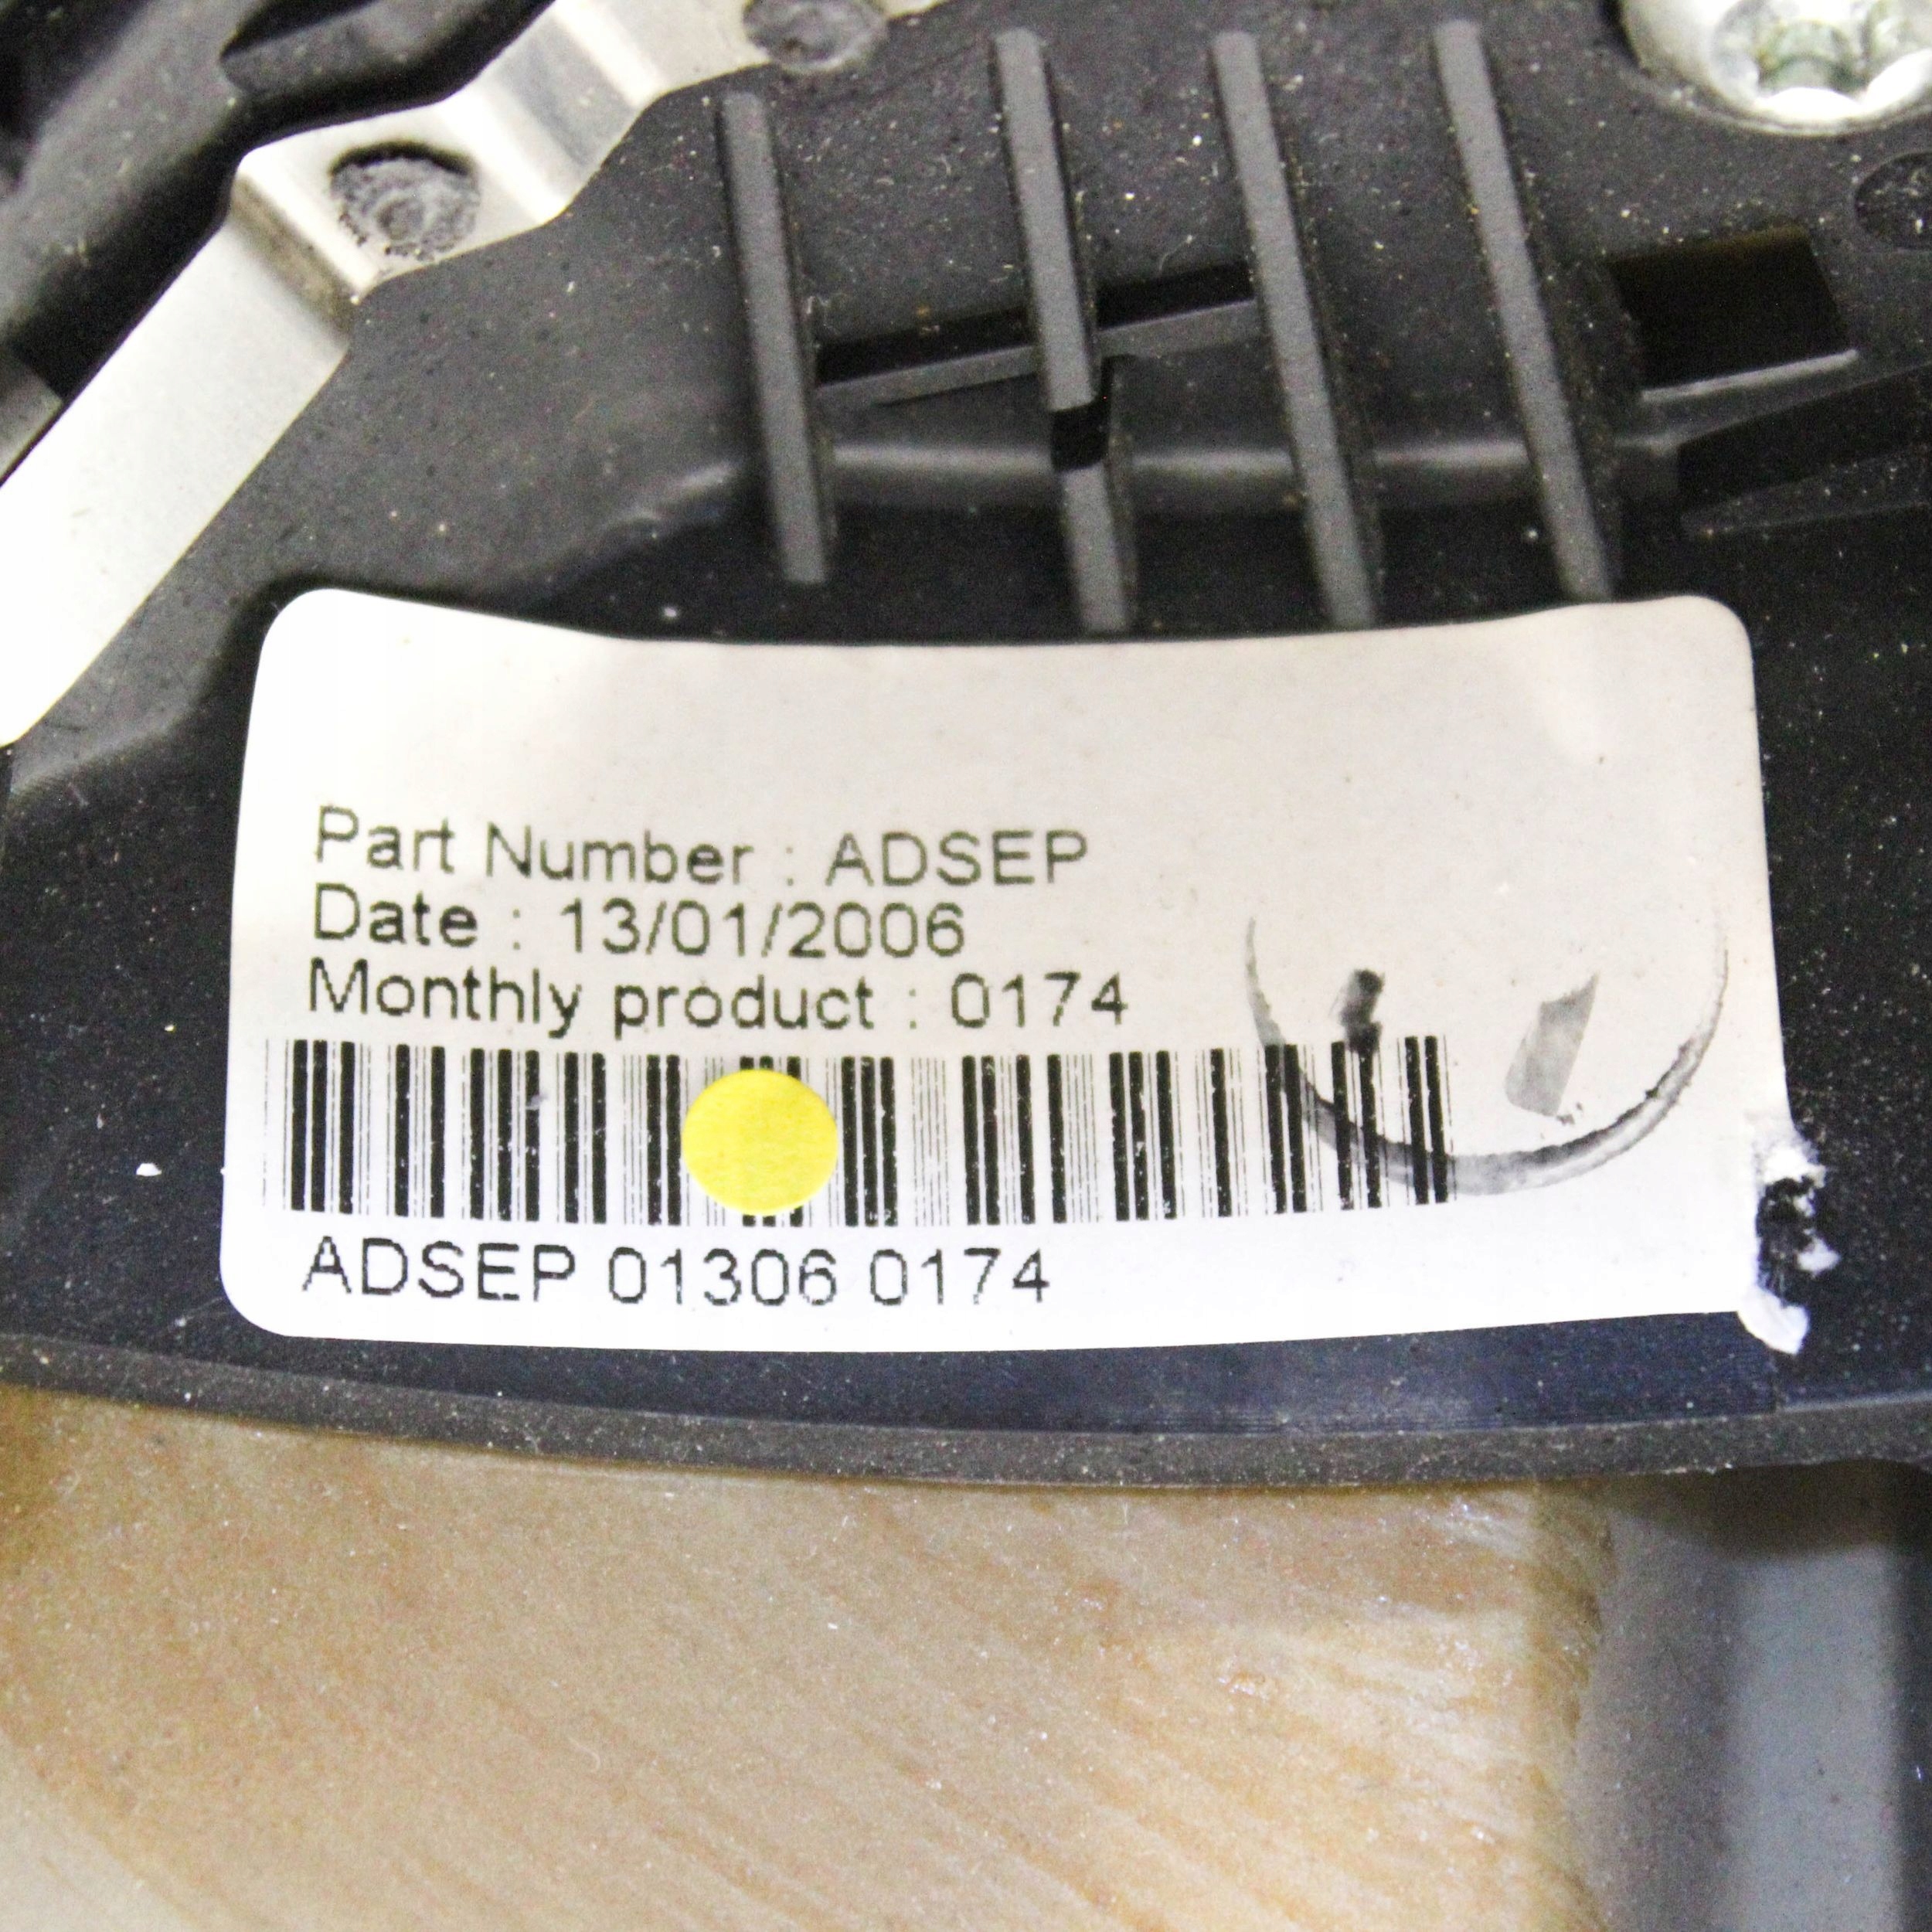 Part Number : ADSEP
Date : 13/01/2006
Monthly product : 0174
ADSEP 01306 0174